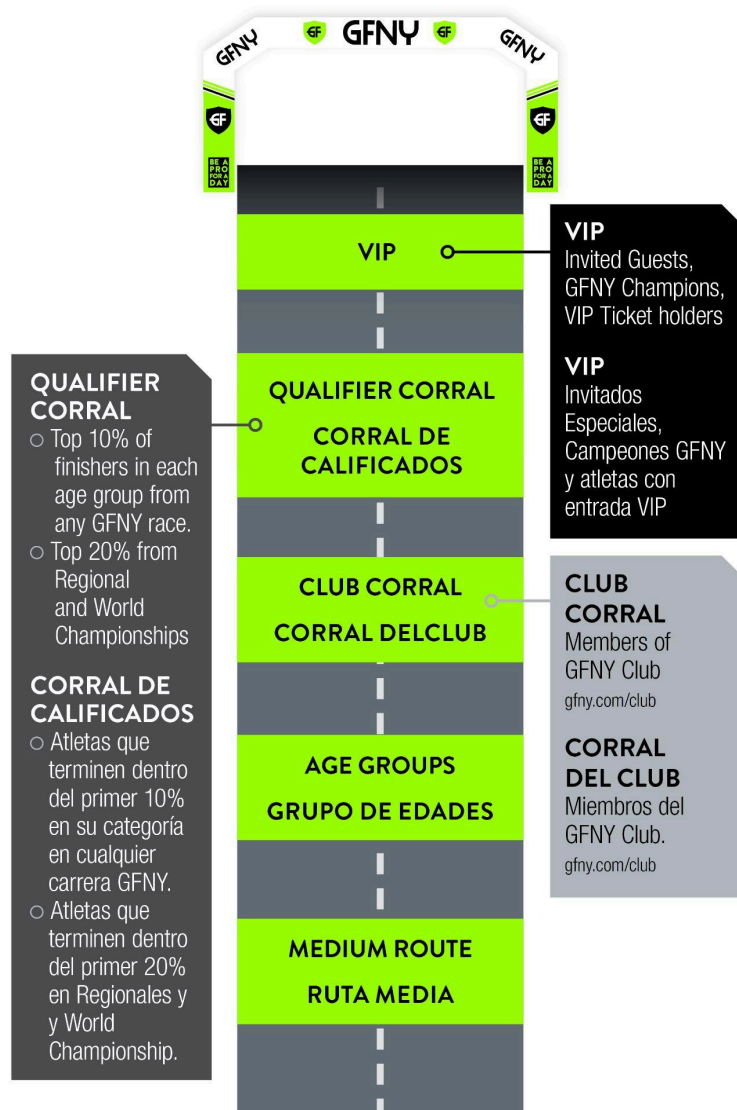 GFNY
GF
GFNY
GF
GFNY
GF
GF
BE A
PRO
FOR A
DAY
BE A
PRO
FOR A
DAY
VIP
VIP
Invited Guests,
GFNY Champions,
VIP Ticket holders
VIP
Invitados
Especiales,
Campeones GFNY
y atletas con
entrada VIP
QUALIFIER
CORRAL
Top 10% of
finishers in each
age group from
any GFNY race.
Top 20% from
Regional
and World
Championships
CORRAL DE
CALIFICADOS
Atletas que
terminen dentro
del primer 10%
en su categoría
en cualquier
carrera GFNY.
Atletas que
terminen dentro
del primer 20%
en Regionales y
y World
Championship.
QUALIFIER CORRAL
CORRAL DE
CALIFICADOS
CLUB CORRAL
CORRAL DELCLUB
CLUB
CORRAL
Members of
GFNY Club
gfny.com/club
CORRAL
DEL CLUB
Miembros del
GFNY Club.
gfny.com/club
AGE GROUPS
GRUPO DE EDADES
MEDIUM ROUTE
RUTA MEDIA